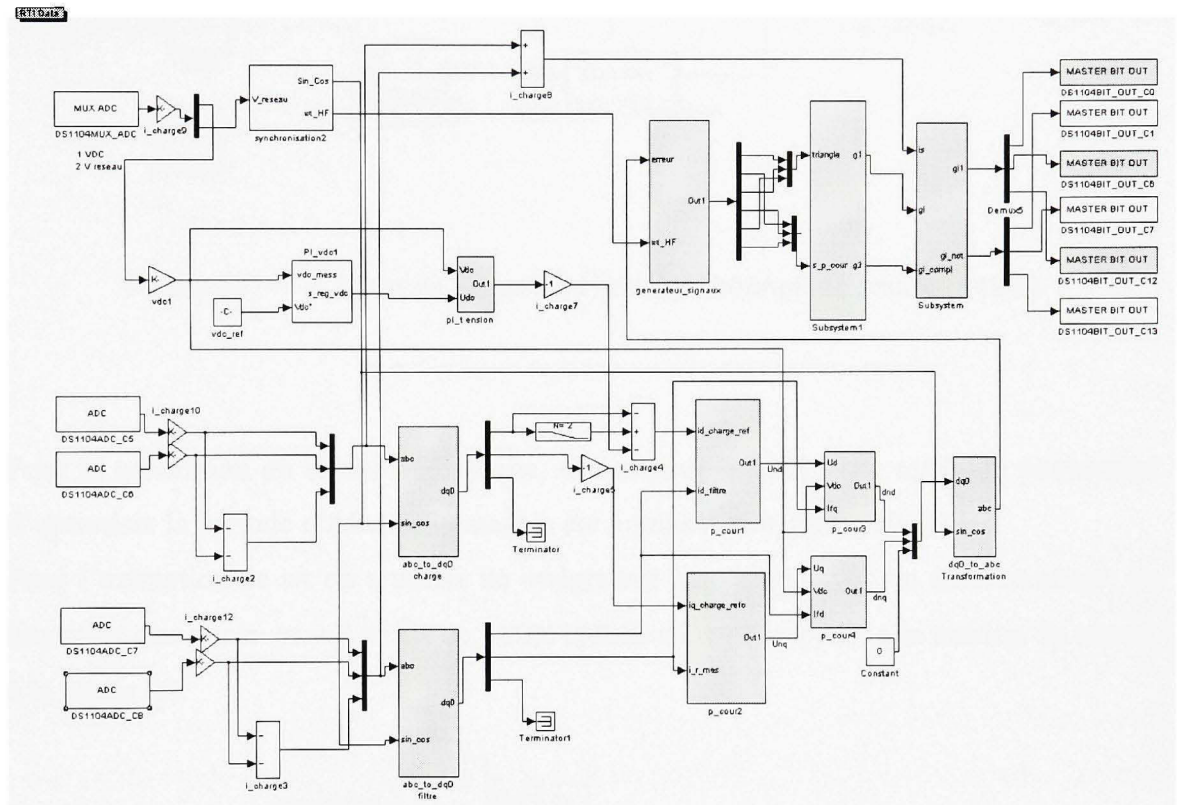 RTI Data
MUX ADC
DS1104MUX_ADC
K-
i_charge9
1 VDC
2 V reseau
V_reseau
Sin_Cos
wt_HF
synchronisation2
+
+
i_charge8
erreur
wt_HF
Out1
generateur_signaux
triangle
s_p_cour
g1
g3
Subsystem1
is
gi
gi_compl
gi1
gi_not
Subsystem
Demux5
MASTER BIT OUT
DS1104BIT_OUT_C0
MASTER BIT OUT
DS1104BIT_OUT_C1
MASTER BIT OUT
DS1104BIT_OUT_C6
MASTER BIT OUT
DS1104BIT_OUT_C7
MASTER BIT OUT
DS1104BIT_OUT_C12
MASTER BIT OUT
DS1104BIT_OUT_C13
K-
vdc1
-C-
vdc_ref
PI_vdc1
vdc_mess
Vdc*
s_reg_vdc
Vdc
Udc
Out1
pi_tension
-1
i_charge7
ADC
DS1104ADC_C5
ADC
DS1104ADC_C6
i_charge10
K-
K-
-
-
i_charge2
abc
sin_cos
dq0
abc_to_dq0
charge
N= 2
-1
i_charge5
-
+
-
i_charge4
Terminator
id_charge_ref
id_filtre
Out1
p_cour1
Und
Ud
Vdc
Ifq
Out1
p_cour3
dnd
dq0
sin_cos
abc
dq0_to_abc
Transformation
Uq
Vdc
Ifd
Out1
p_cour4
dnq
0
Constant
iq_charge_refo
i_r_mes
Out1
p_cour2
Unq
ADC
DS1104ADC_C7
ADC
DS1104ADC_C8
i_charge12
K-
K-
-
-
i_charge3
abc
sin_cos
dq0
abc_to_dq0
filtre
Terminator1